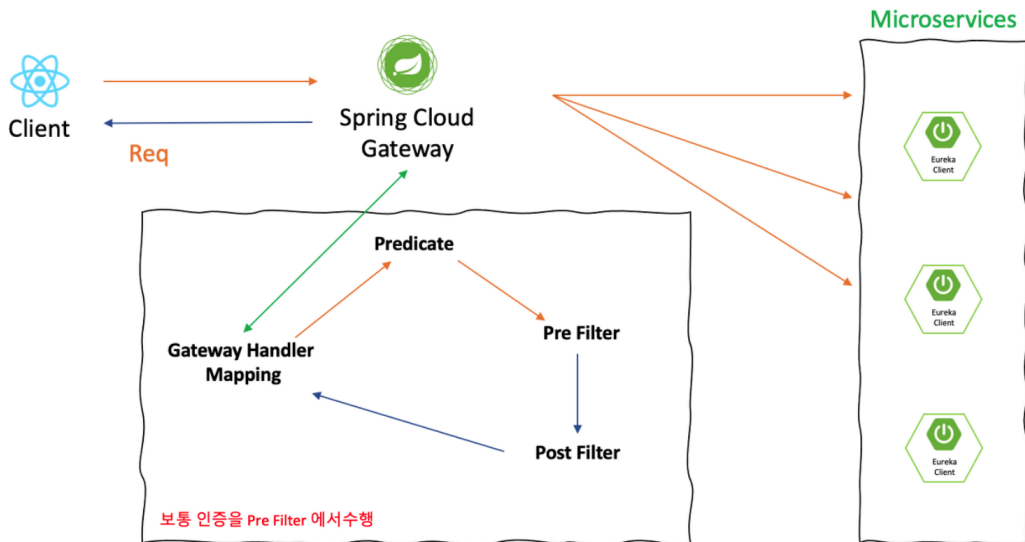 Microservices
Client
Req
Spring Cloud
Gateway
Eureka
Client
Predicate
Pre Filter
Gateway Handler
Mapping
Eureka
Client
Post Filter
Eureka
Client
보통 인증을 Pre Filter 에서수행